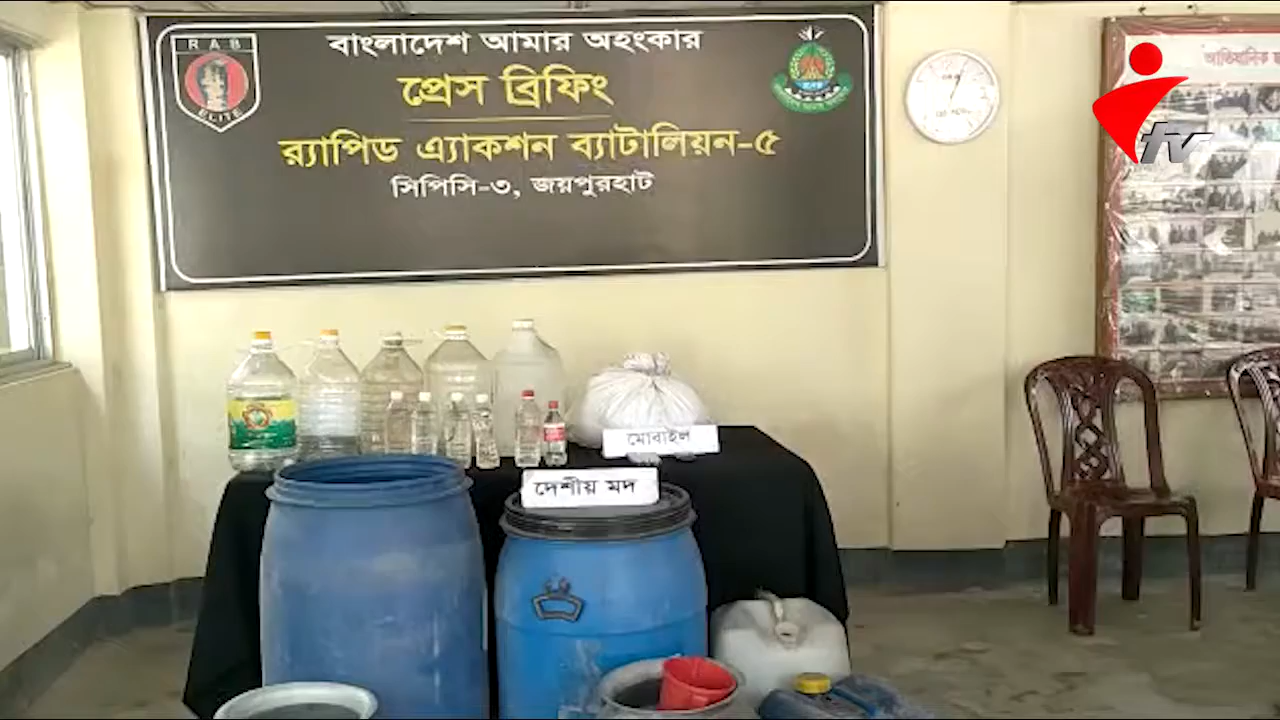 RAB
ELITE
বাংলাদেশ আমার অহংকার
প্রেস ব্রিফিং
র‍্যাপিড এ্যাকশন ব্যাটালিয়ন-৫
সিপিসি-৩, জয়পুরহাট
tv
মোবাইল
দেশীয় মদ